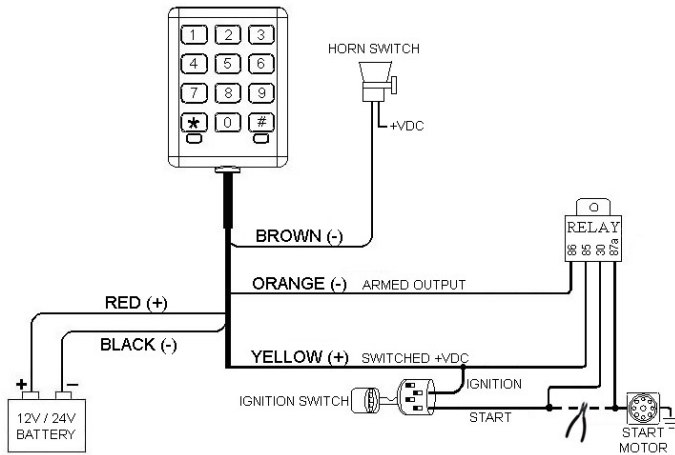 1 2 3
4 5 6
7 8 9
* 0 #
HORN SWITCH
+VDC
BROWN (-)
RELAY
86 85 30 87a
ORANGE (-) ARMED OUTPUT
RED (+)
BLACK (-)
YELLOW (+) SWITCHED +VDC
IGNITION
IGNITION SWITCH
START
+ −
12V / 24V
BATTERY
START
MOTOR